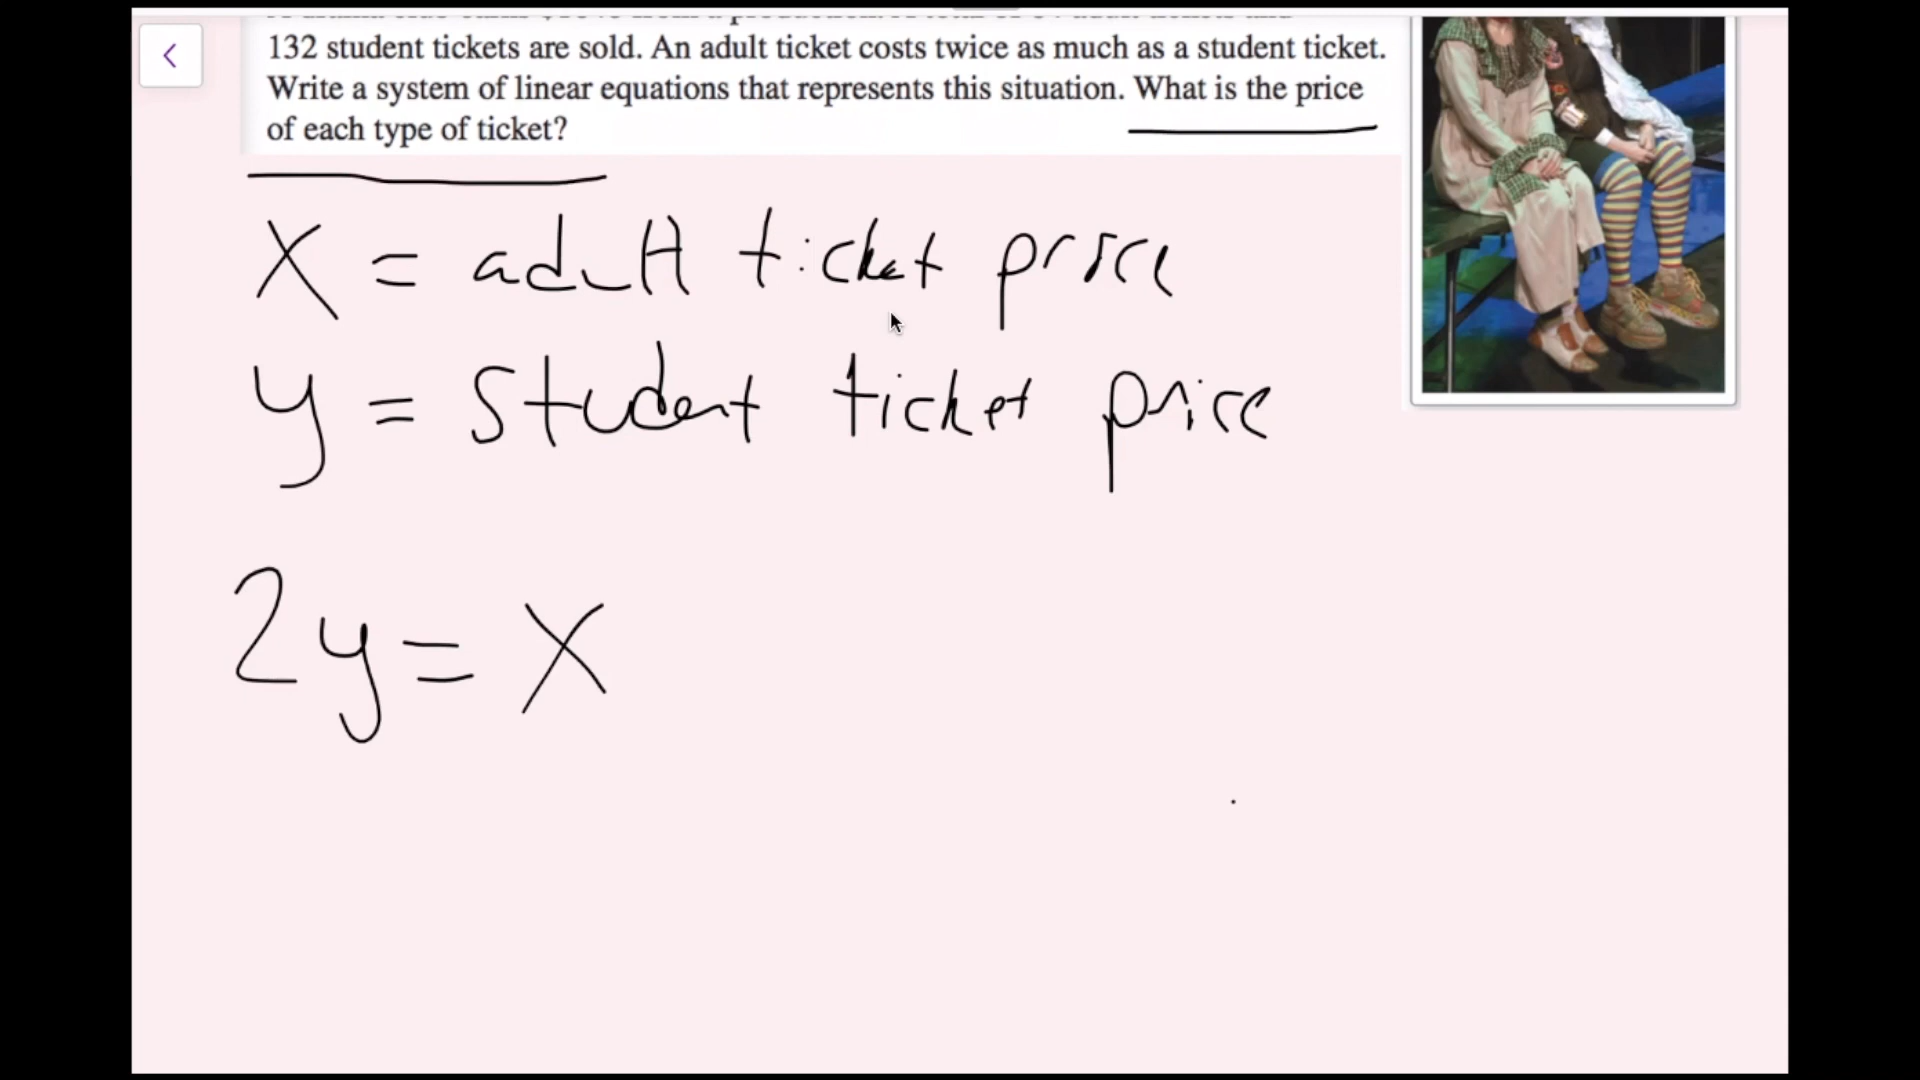 132 student tickets are sold. An adult ticket costs twice as much as a student ticket.
Write a system of linear equations that represents this situation. What is the price
of each type of ticket?
X = adult ticket price
y = student ticket price
2y = X